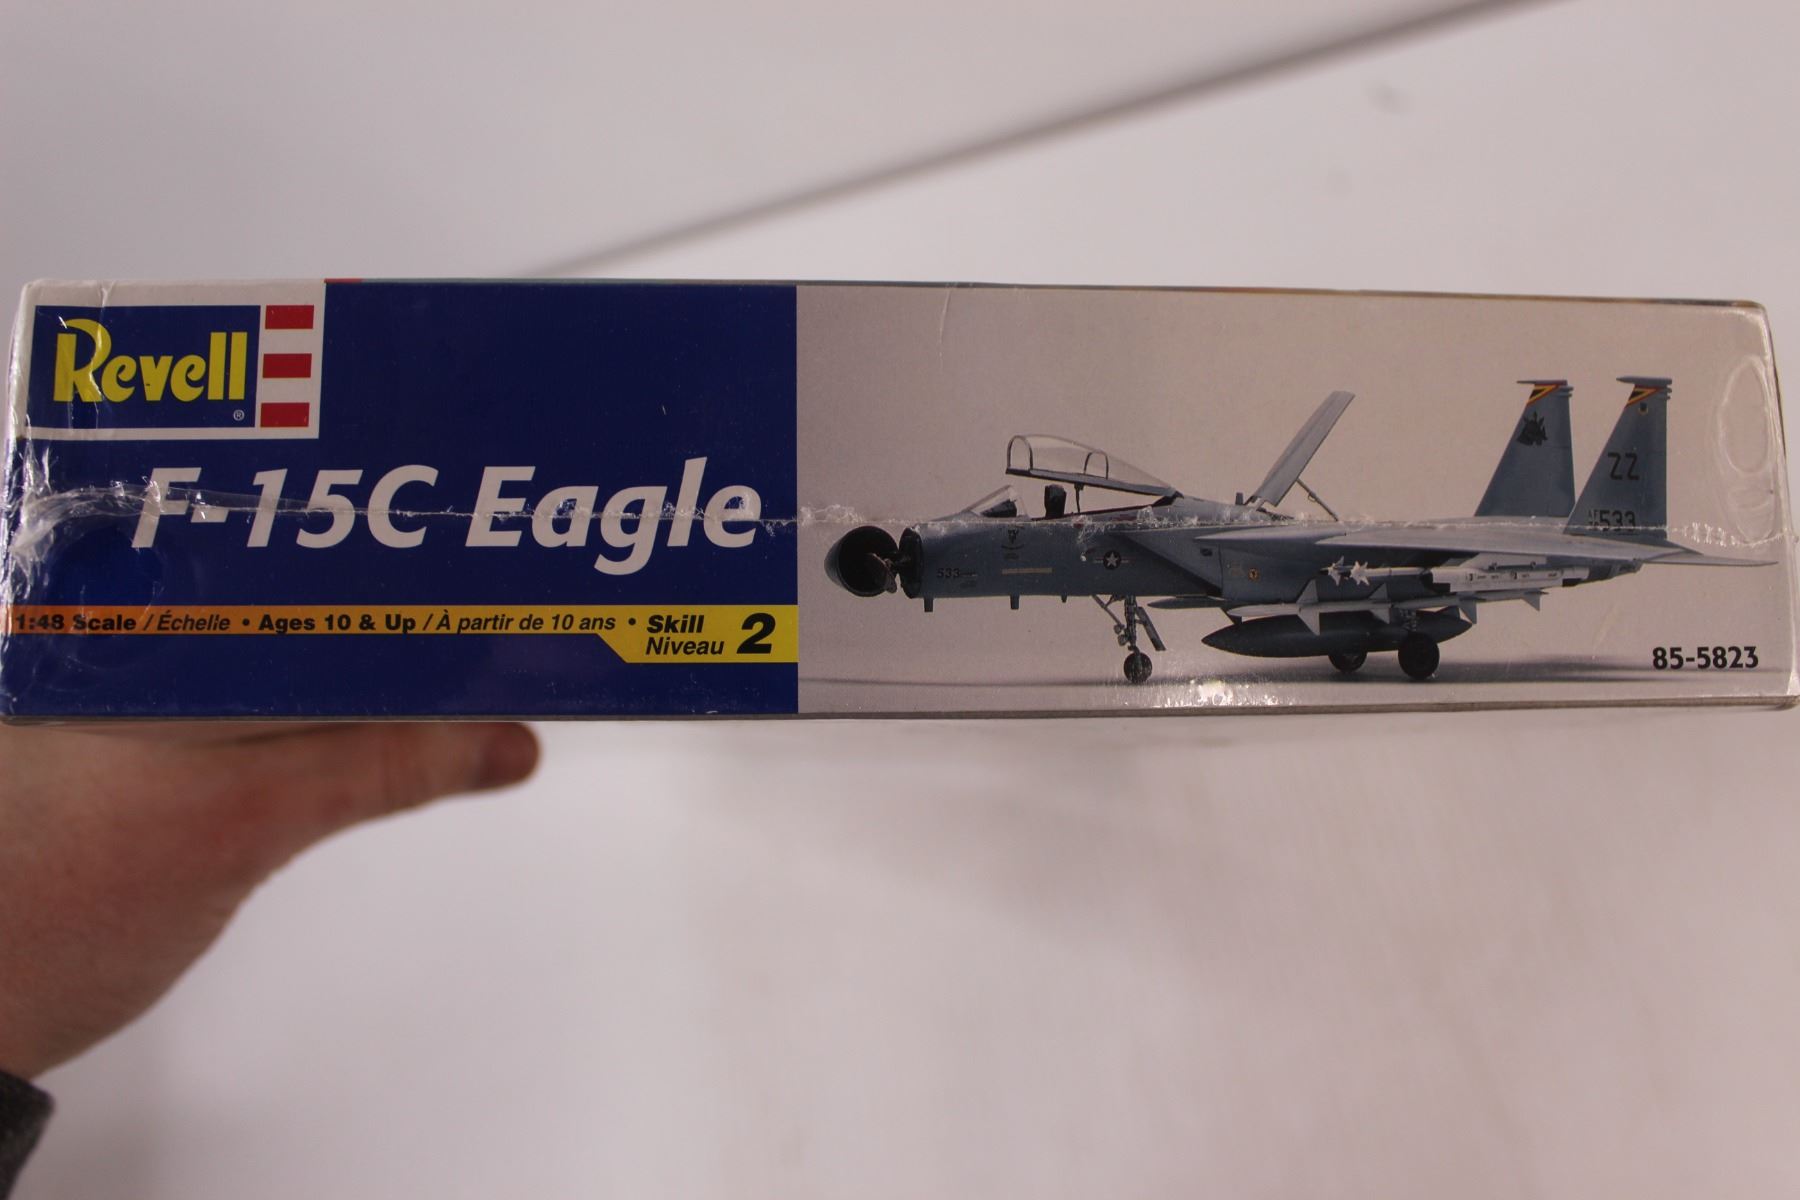 Revell®
F-15C Eagle
1:48 Scale / Échelle • Ages 10 & Up / À partir de 10 ans • Skill Niveau 2
ZZ
533
533
85-5823